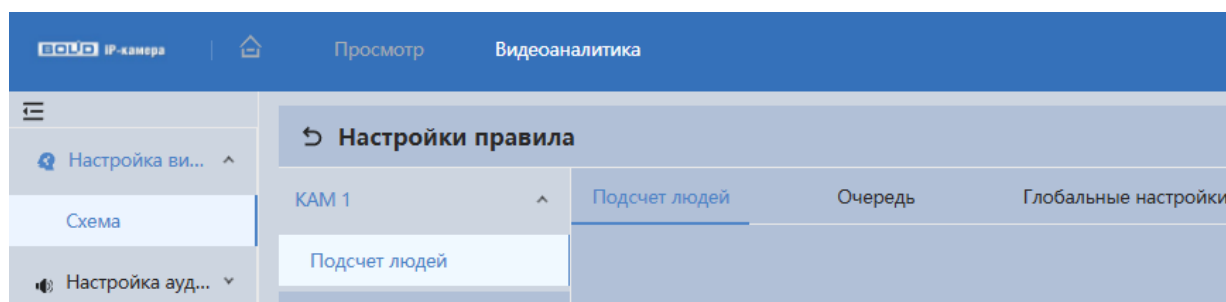 BOLID IP-камера Просмотр Видеоаналитика
Настройка ви...
Схема
Настройка ауд...
Настройки правила
КАМ 1
Подсчет людей
Подсчет людей Очередь Глобальные настройки